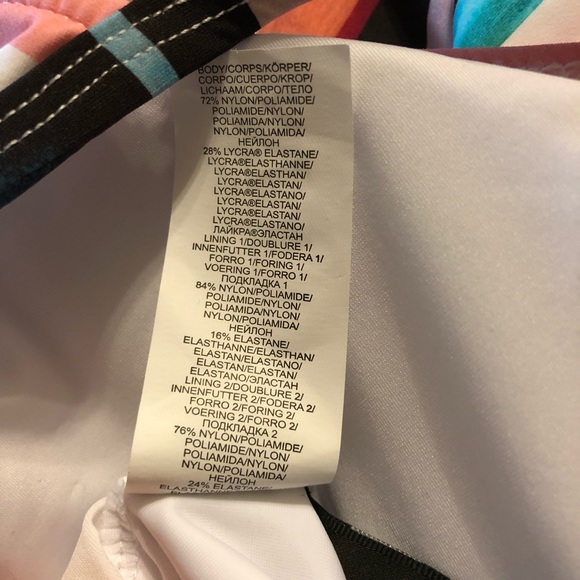 BODY/CORPS/KÖRPER/
CORPO/CUERPO/KROP/
LICHAAM/CORPO/ТЕЛО
72% NYLON/POLIAMIDE/
POLIAMIDE/NYLON/
POLIAMIDA/NYLON/
NYLON/POLIAMIDA/
НЕЙЛОН
28% LYCRA® ELASTANE/
LYCRA®ELASTHANNE/
LYCRA®ELASTHAN/
LYCRA®ELASTAN/
LYCRA®ELASTANO/
LYCRA®ELASTAN/
LYCRA®ELASTAN/
LYCRA®ELASTANO/
ЛАЙКРА®ЭЛАСТАН
LINING 1/DOUBLURE 1/
INNENFUTTER 1/FODERA 1/
FORRO 1/FORING 1/
VOERING 1/FORRO 1/
ПОДКЛАДКА 1
84% NYLON/POLIAMIDE/
POLIAMIDE/NYLON/
POLIAMIDA/NYLON/
NYLON/POLIAMIDA/
НЕЙЛОН
16% ELASTANE/
ELASTHANNE/ELASTHAN/
ELASTAN/ELASTANO/
ELASTAN/ELASTAN/
ELASTANO/ЭЛАСТАН
LINING 2/DOUBLURE 2/
INNENFUTTER 2/FODERA 2/
FORRO 2/FORING 2/
VOERING 2/FORRO 2/
ПОДКЛАДКА 2
76% NYLON/POLIAMIDE/
POLIAMIDE/NYLON/
POLIAMIDA/NYLON/
NYLON/POLIAMIDA/
НЕЙЛОН
24% ELASTANE/